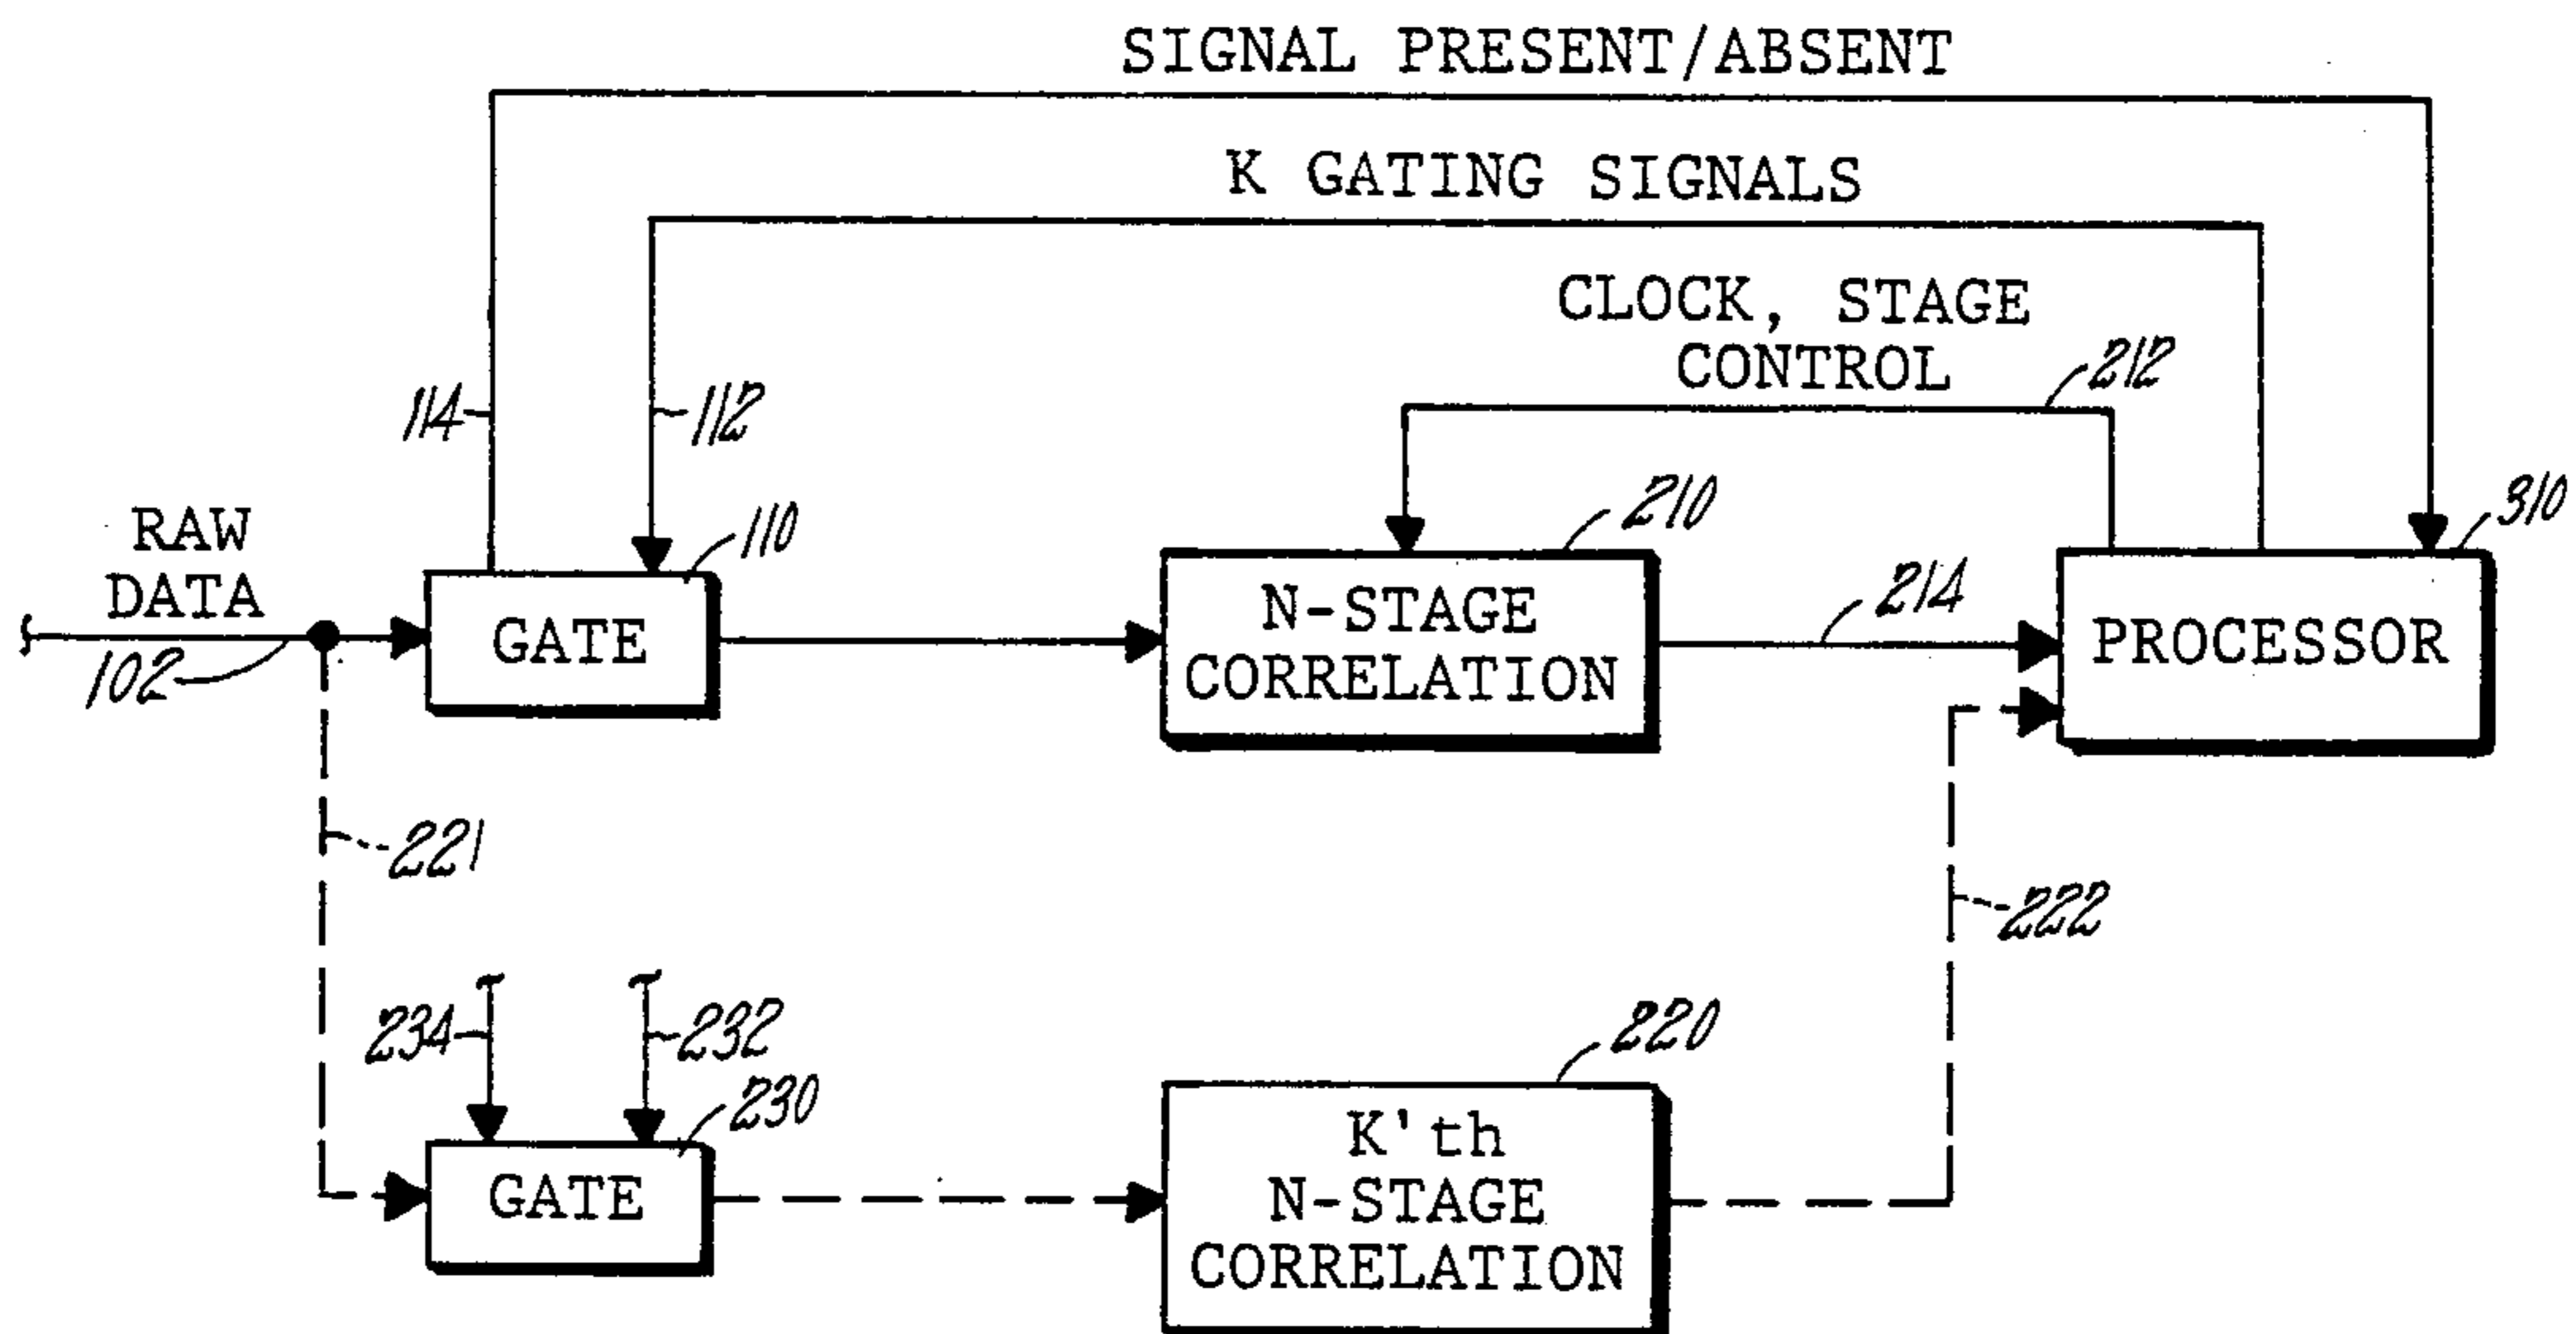 SIGNAL PRESENT/ABSENT
K GATING SIGNALS
CLOCK, STAGE
CONTROL
212
114
112
210
310
RAW
DATA
110
102
GATE
N-STAGE
CORRELATION
214
PROCESSOR
221
222
234
232
230
220
GATE
K'th
N-STAGE
CORRELATION